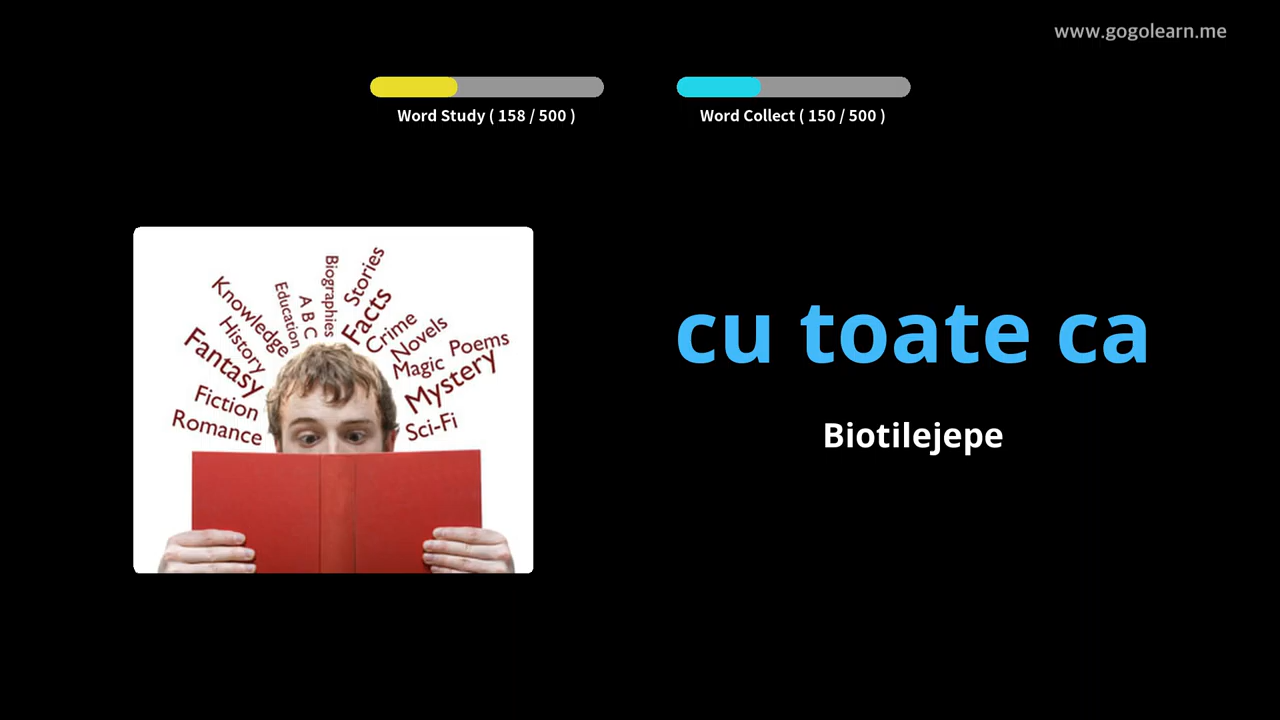 www.gogolearn.me
Word Study ( 158 / 500 )
Word Collect ( 150 / 500 )
Knowledge
History
Fantasy
Fiction
Romance
Education
A B C
Biographies
Stories
Facts
Crime
Novels
Magic
Poems
Mystery
Sci-Fi
cu toate ca
Biotilejepe